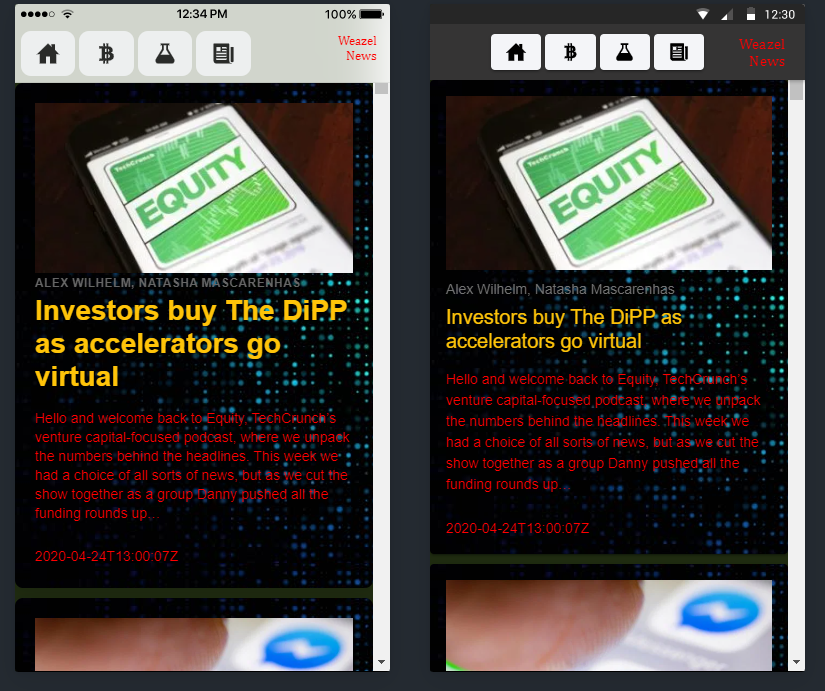 12:34 PM
100%
Weazel
News
TechCrunch
EQUITY
ALEX WILHELM, NATASHA MASCARENHAS
Investors buy The DiPP
as accelerators go
virtual
Hello and welcome back to Equity, TechCrunch's
venture capital-focused podcast, where we unpack
the numbers behind the headlines. This week we
had a choice of all sorts of news, but as we cut the
show together as a group Danny pushed all the
funding rounds up…
2020-04-24T13:00:07Z
12:30
Weazel
News
TechCrunch
EQUITY
Alex Wilhelm, Natasha Mascarenhas
Investors buy The DiPP as
accelerators go virtual
Hello and welcome back to Equity, TechCrunch's
venture capital-focused podcast, where we unpack
the numbers behind the headlines. This week we
had a choice of all sorts of news, but as we cut the
show together as a group Danny pushed all the
funding rounds up…
2020-04-24T13:00:07Z
Messenger